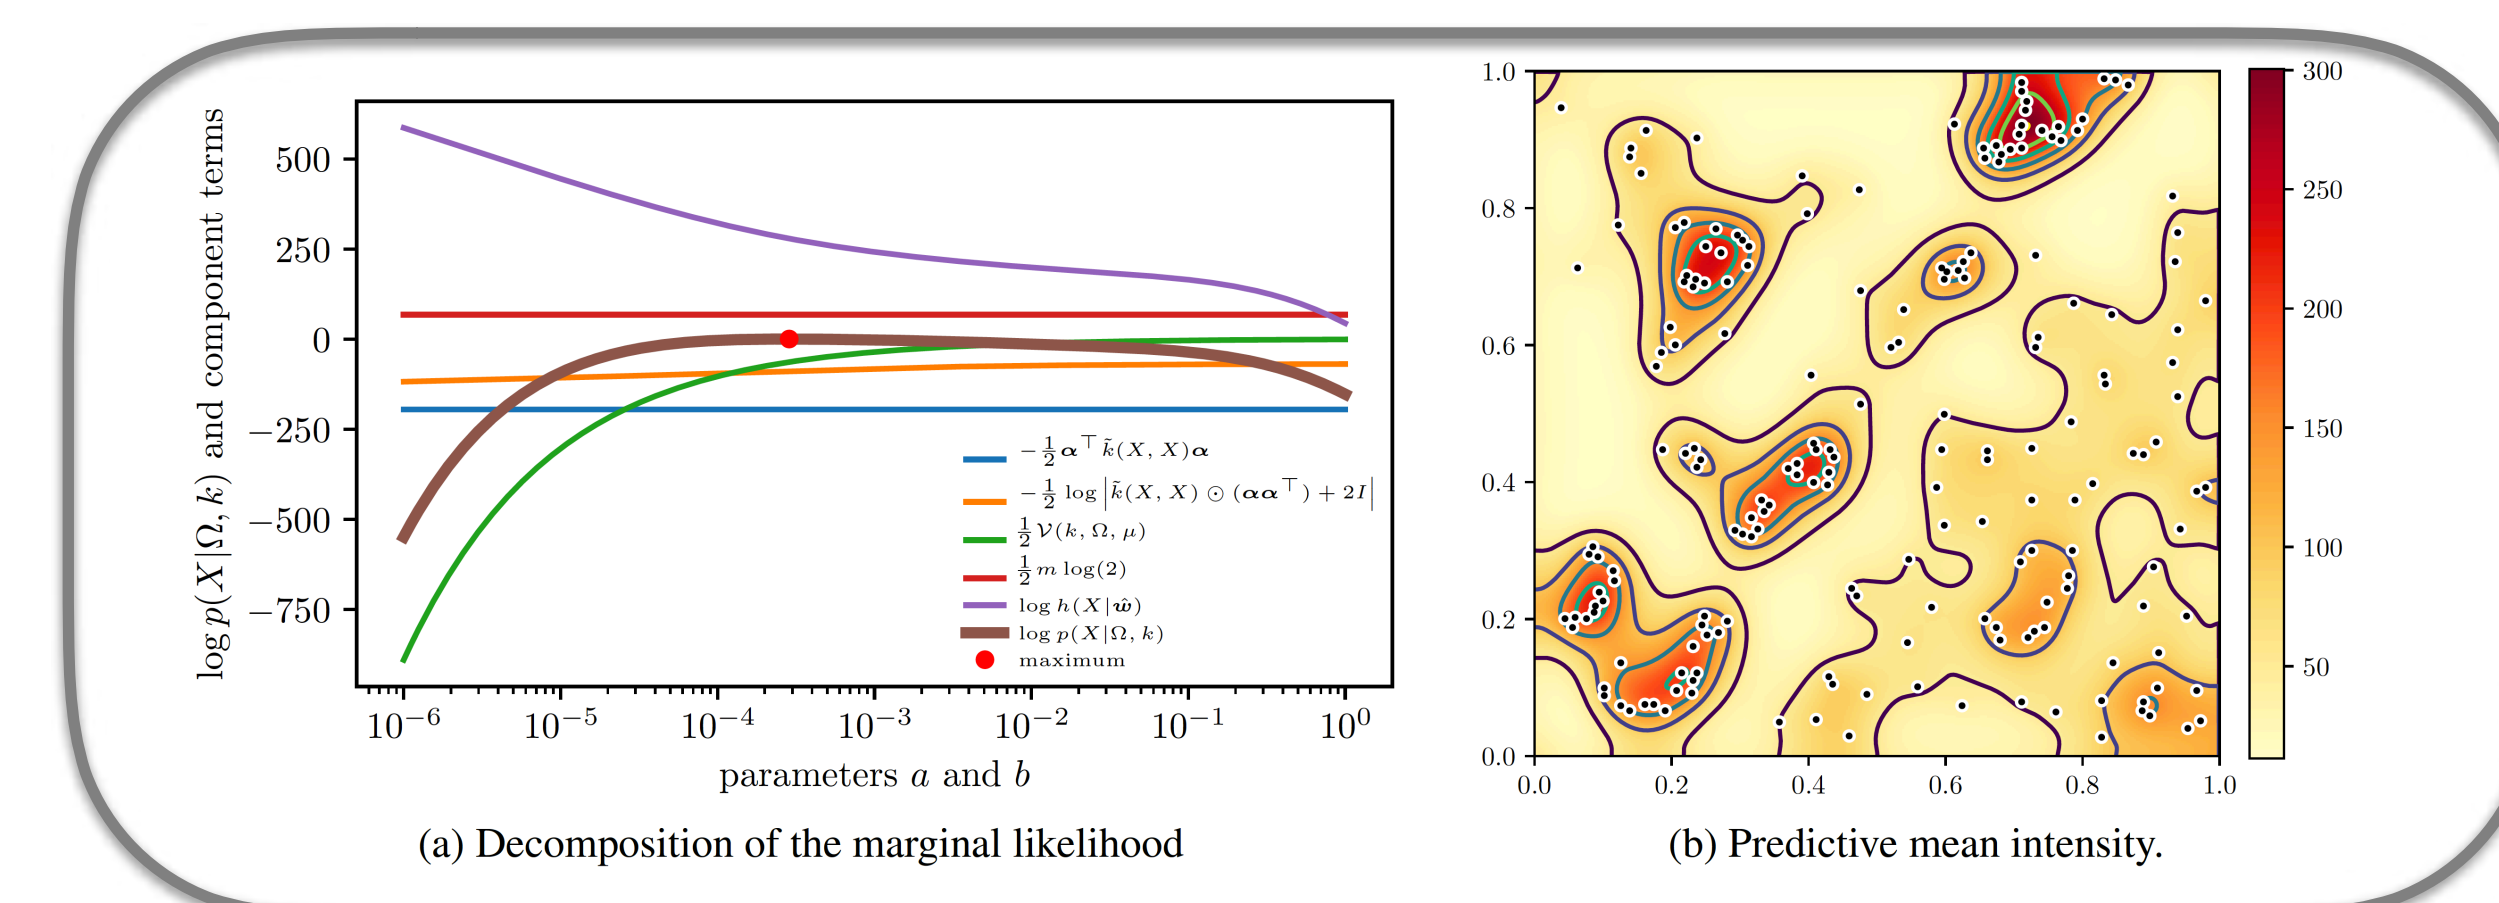 log p(X|Ω, k) and component terms
500
250
0
−250
−500
−750
−½ α⊤ k̃(X, X)α
−½ log |k̃(X, X) ⊙ (αα⊤) + 2I|
½ 𝒱(k, Ω, μ)
½ m log(2)
log h(X|ŵ)
log p(X|Ω, k)
maximum
10⁻⁶ 10⁻⁵ 10⁻⁴ 10⁻³ 10⁻² 10⁻¹ 10⁰
parameters a and b
(a) Decomposition of the marginal likelihood
1.0
0.8
0.6
0.4
0.2
0.0
0.0 0.2 0.4 0.6 0.8 1.0
300
250
200
150
100
50
(b) Predictive mean intensity.